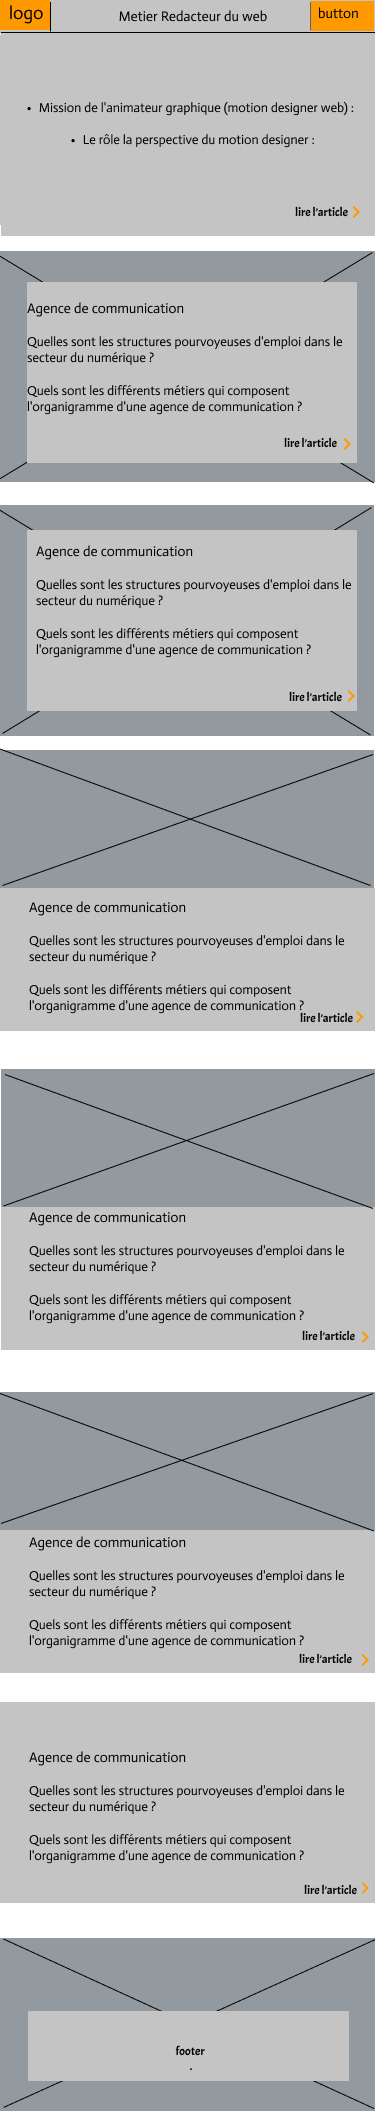 logo
Metier Redacteur du web
button
• Mission de l'animateur graphique (motion designer web) :
• Le rôle la perspective du motion designer :
lire l'article
Agence de communication
Quelles sont les structures pourvoyeuses d'emploi dans le
secteur du numérique ?
Quels sont les différents métiers qui composent
l'organigramme d'une agence de communication ?
lire l'article
Agence de communication
Quelles sont les structures pourvoyeuses d'emploi dans le
secteur du numérique ?
Quels sont les différents métiers qui composent
l'organigramme d'une agence de communication ?
lire l'article
Agence de communication
Quelles sont les structures pourvoyeuses d'emploi dans le
secteur du numérique ?
Quels sont les différents métiers qui composent
l'organigramme d'une agence de communication ?
lire l'article
Agence de communication
Quelles sont les structures pourvoyeuses d'emploi dans le
secteur du numérique ?
Quels sont les différents métiers qui composent
l'organigramme d'une agence de communication ?
lire l'article
Agence de communication
Quelles sont les structures pourvoyeuses d'emploi dans le
secteur du numérique ?
Quels sont les différents métiers qui composent
l'organigramme d'une agence de communication ?
lire l'article
Agence de communication
Quelles sont les structures pourvoyeuses d'emploi dans le
secteur du numérique ?
Quels sont les différents métiers qui composent
l'organigramme d'une agence de communication ?
lire l'article
footer
.